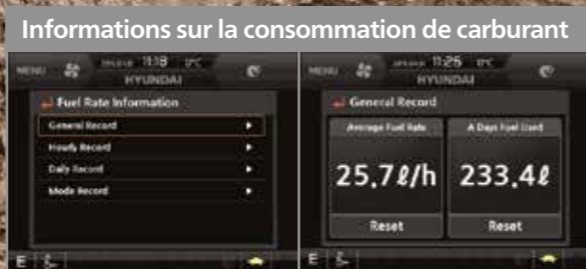 Informations sur la consommation de carburant
MENU
11:18
HYUNDAI
Fuel Rate Information
General Record
Hourly Record
Daily Record
Mode Record
E
MENU
11:25
HYUNDAI
General Record
Average Fuel Rate
A Days Fuel Used
25.7ℓ/h
233.4ℓ
Reset
Reset
E